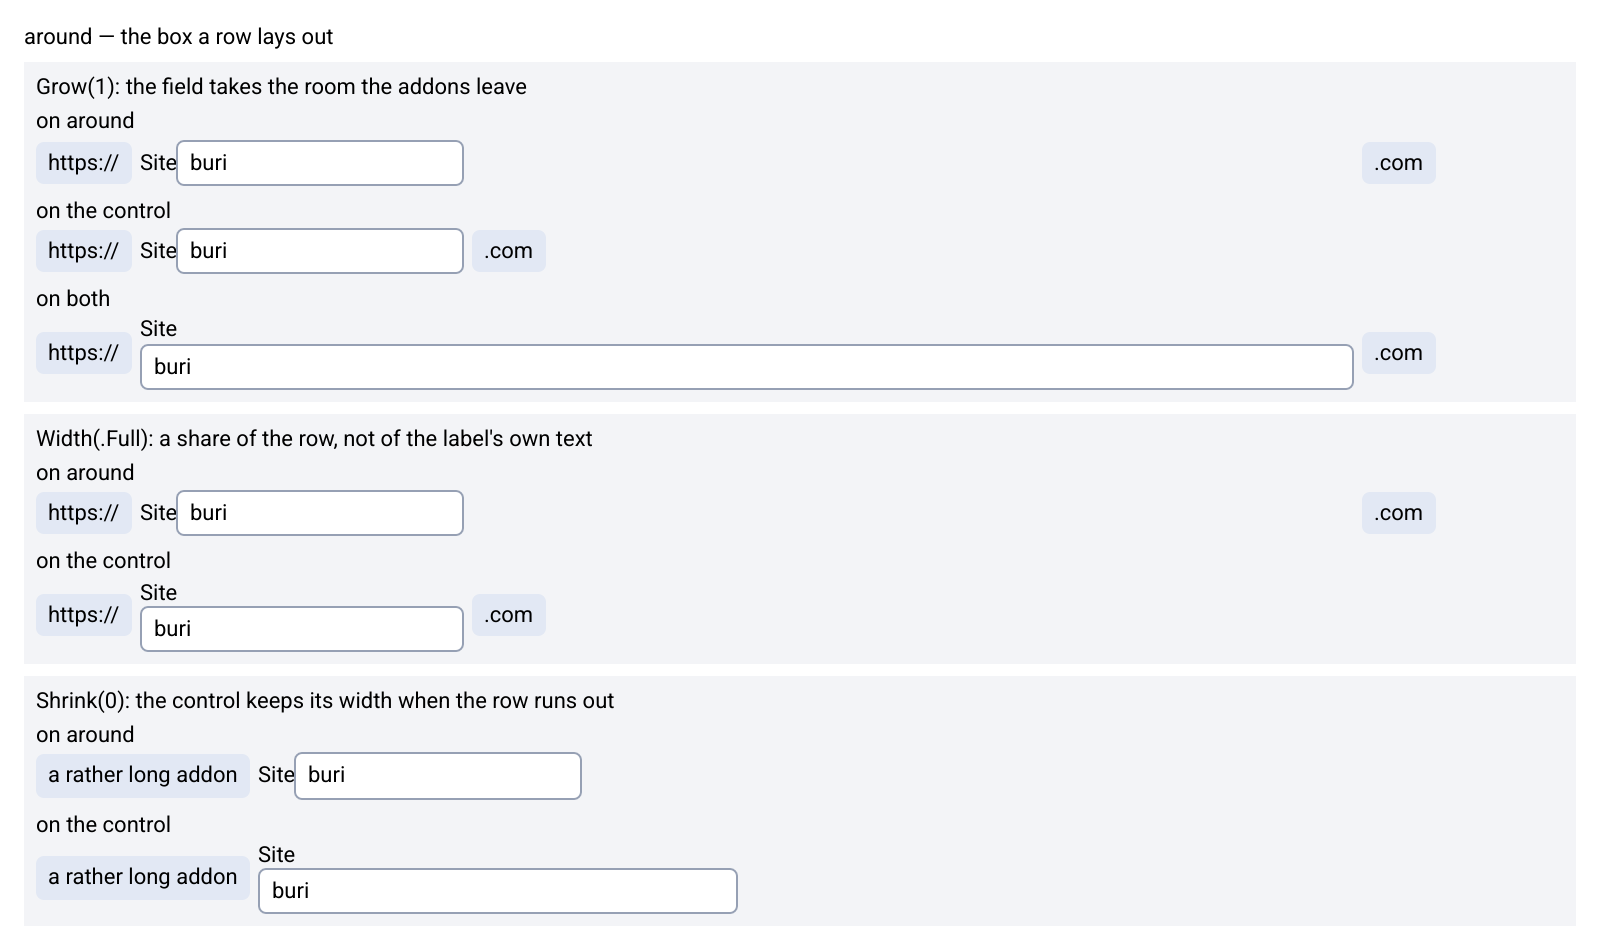 around — the box a row lays out
Grow(1): the field takes the room the addons leave
on around
https:// Site buri .com
on the control
https:// Site buri .com
on both
Site
https:// buri .com
Width(.Full): a share of the row, not of the label's own text
on around
https:// Site buri .com
on the control
Site
https:// buri .com
Shrink(0): the control keeps its width when the row runs out
on around
a rather long addon Site buri
on the control
Site
a rather long addon buri